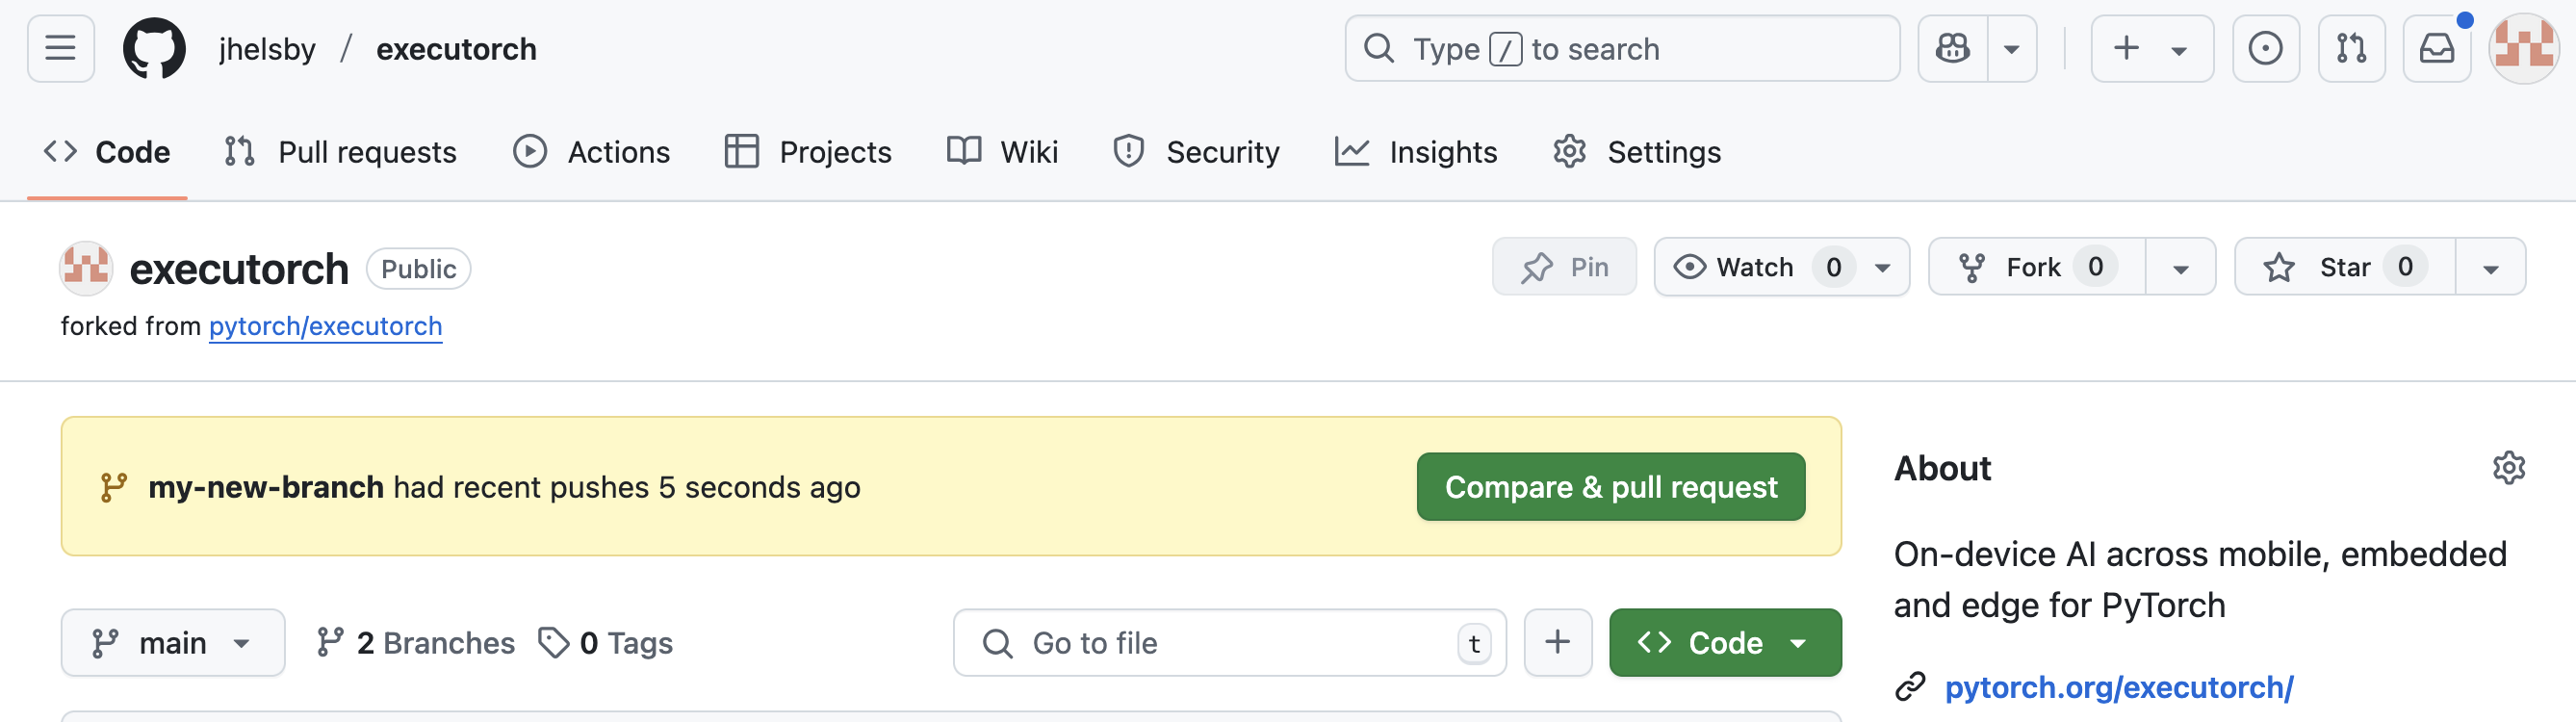 jhelsby / executorch
Type / to search
Code Pull requests Actions Projects Wiki Security Insights Settings
executorch Public
Pin Watch 0 Fork 0 Star 0
forked from pytorch/executorch
my-new-branch had recent pushes 5 seconds ago
Compare & pull request
main 2 Branches 0 Tags
Go to file t
Code
About
On-device AI across mobile, embedded
and edge for PyTorch
pytorch.org/executorch/